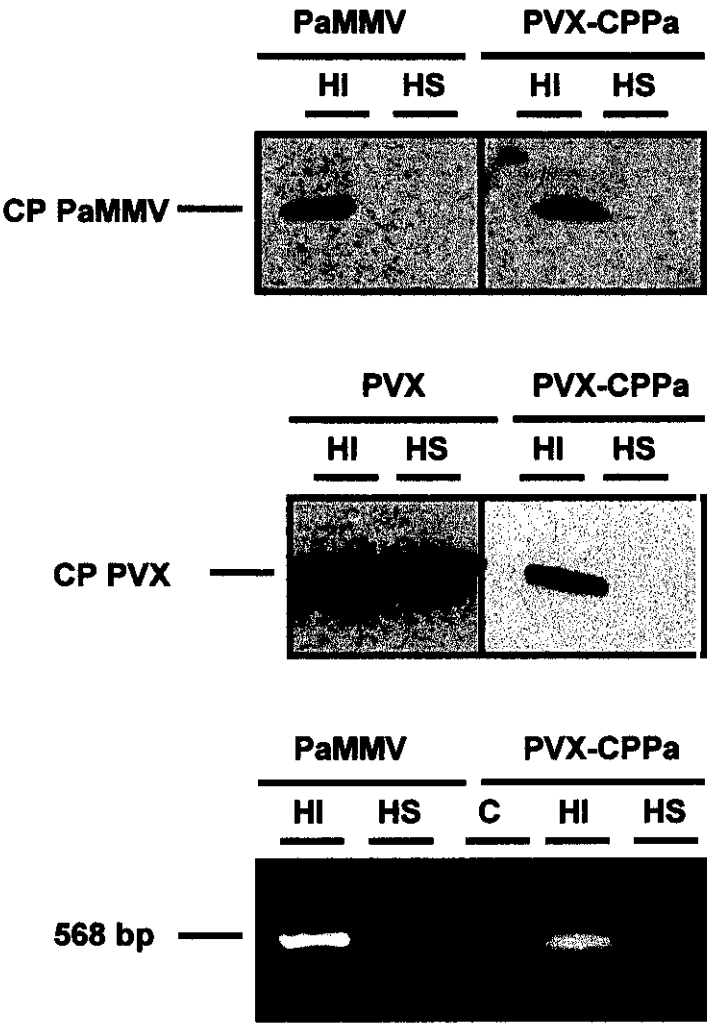 PaMMV PVX-CPPa
HI HS HI HS
CP PaMMV
PVX PVX-CPPa
HI HS HI HS
CP PVX
PaMMV PVX-CPPa
HI HS C HI HS
568 bp